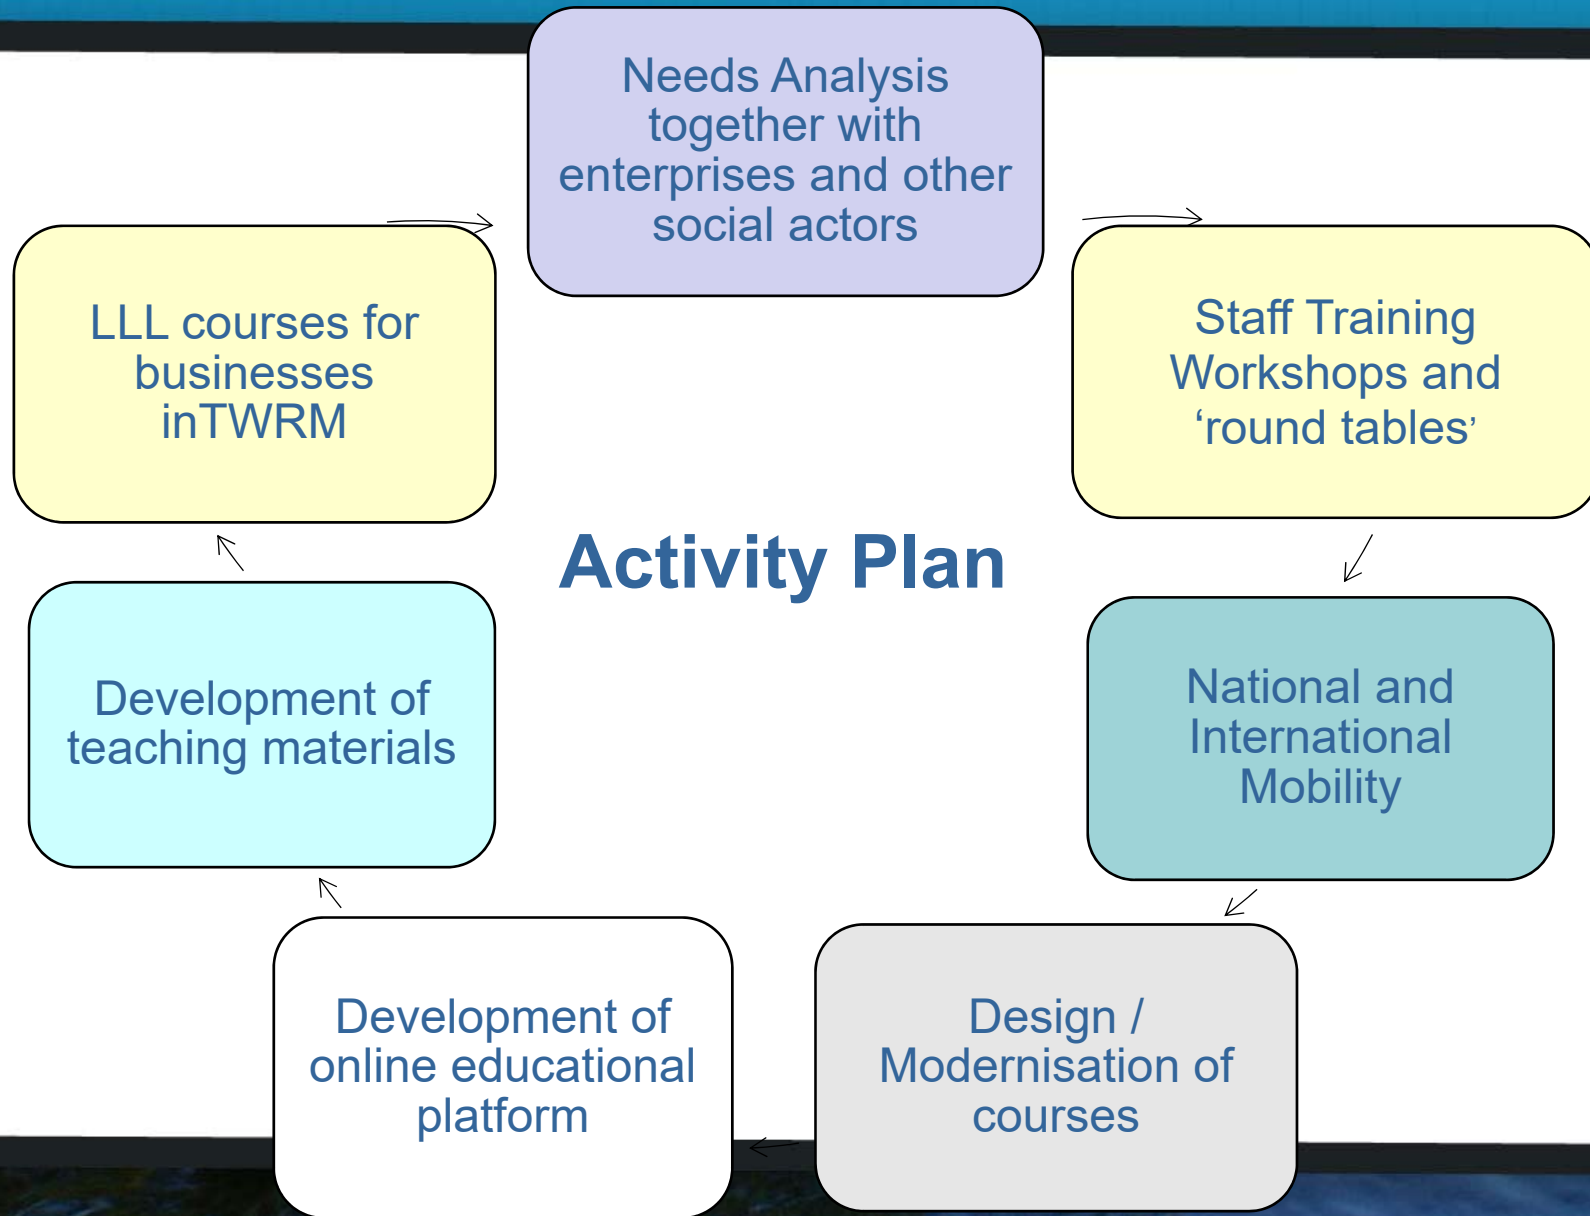 Needs Analysis
together with
enterprises and other
social actors
Staff Training
Workshops and
‘round tables’
National and
International
Mobility
Design /
Modernisation of
courses
Development of
online educational
platform
Development of
teaching materials
LLL courses for
businesses
inTWRM
Activity Plan